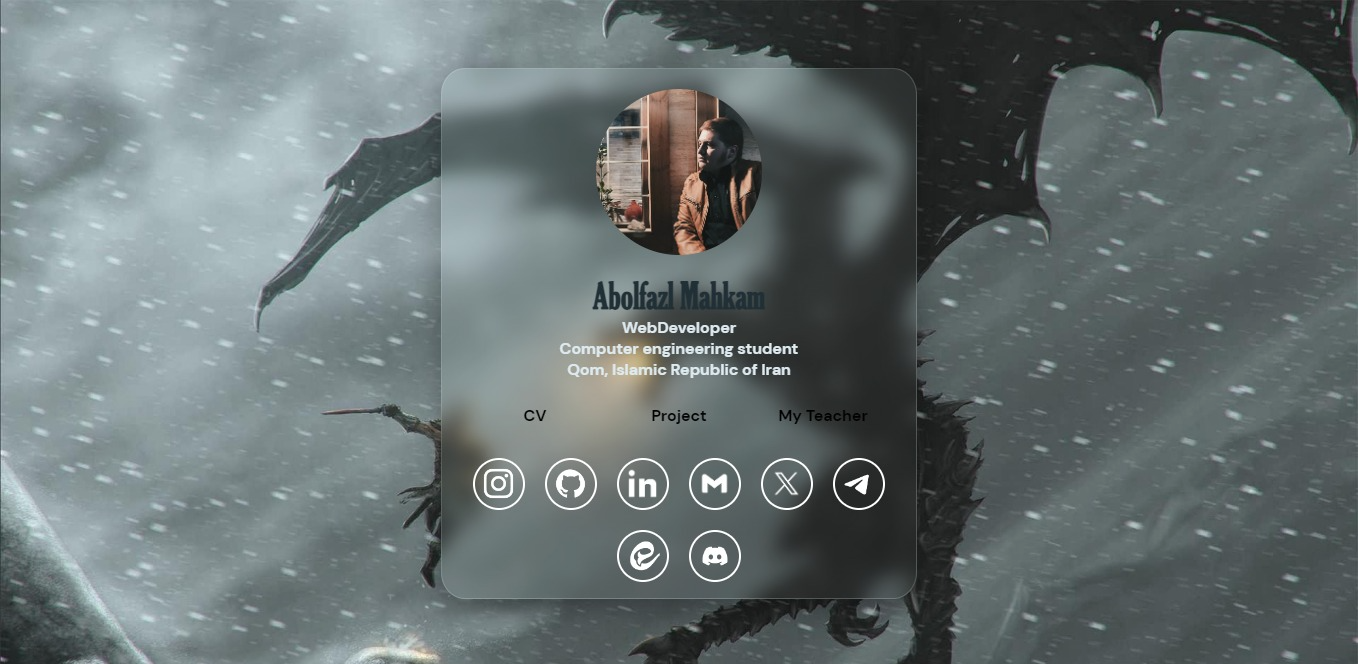 Abolfazl Mahkam
WebDeveloper
Computer engineering student
Qom, Islamic Republic of Iran
CV Project My Teacher